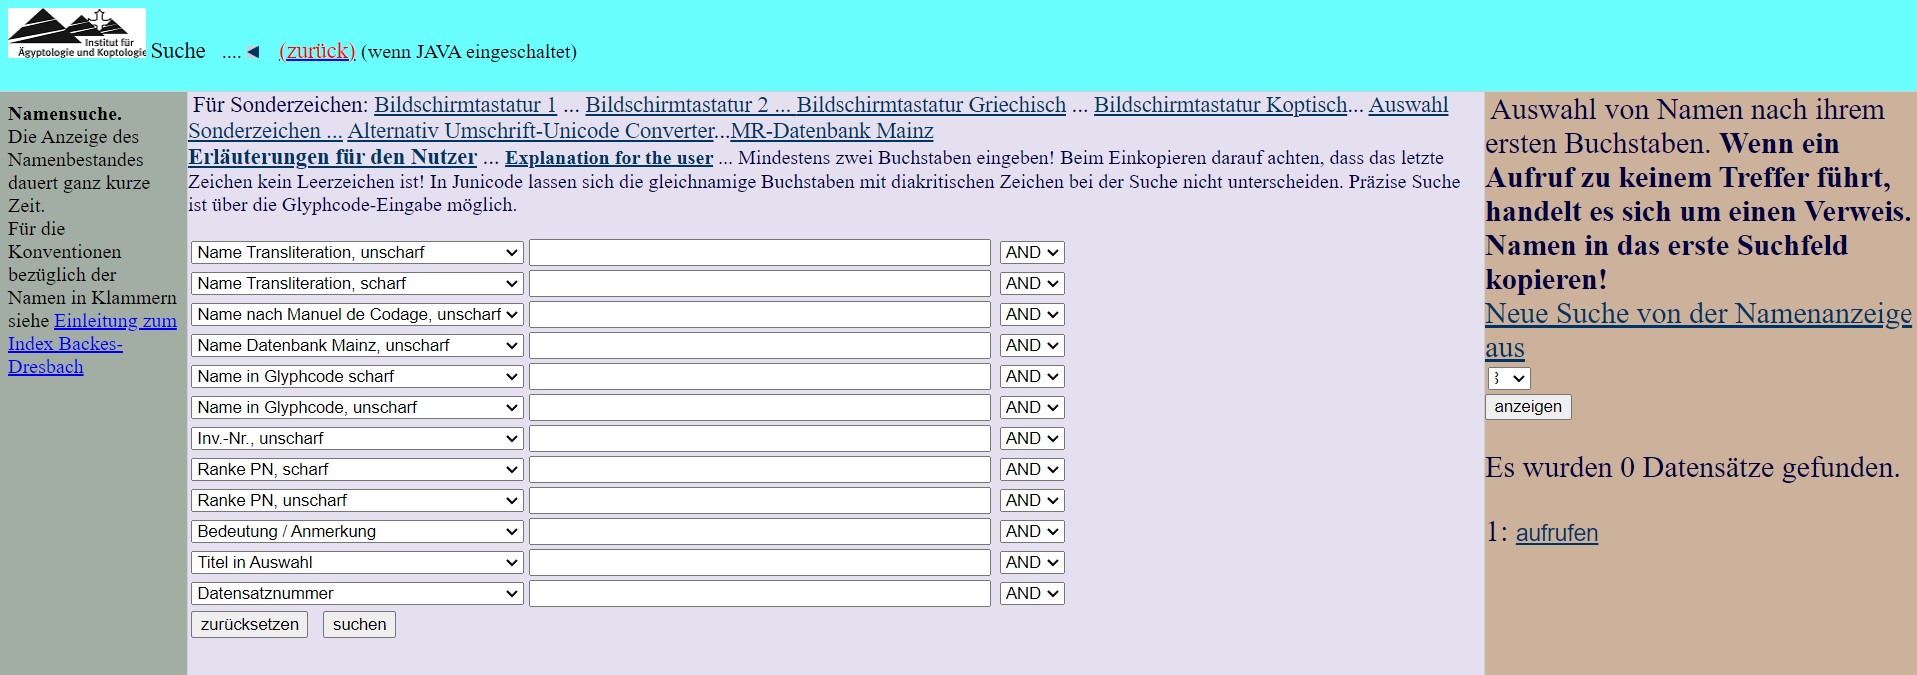 Institut für
Ägyptologie und Koptologie
Suche .... ◄ (zurück) (wenn JAVA eingeschaltet)
Namensuche.
Die Anzeige des
Namenbestandes
dauert ganz kurze
Zeit.
Für die
Konventionen
bezüglich der
Namen in Klammern
siehe Einleitung zum
Index Backes-
Dresbach
Für Sonderzeichen: Bildschirmtastatur 1 ... Bildschirmtastatur 2 ... Bildschirmtastatur Griechisch ... Bildschirmtastatur Koptisch... Auswahl
Sonderzeichen ... Alternativ Umschrift-Unicode Converter...MR-Datenbank Mainz
Erläuterungen für den Nutzer ... Explanation for the user ... Mindestens zwei Buchstaben eingeben! Beim Einkopieren darauf achten, dass das letzte
Zeichen kein Leerzeichen ist! In Junicode lassen sich die gleichnamige Buchstaben mit diakritischen Zeichen bei der Suche nicht unterscheiden. Präzise Suche
ist über die Glyphcode-Eingabe möglich.
Name Transliteration, unscharf AND
Name Transliteration, scharf AND
Name nach Manuel de Codage, unscharf AND
Name Datenbank Mainz, unscharf AND
Name in Glyphcode scharf AND
Name in Glyphcode, unscharf AND
Inv.-Nr., unscharf AND
Ranke PN, scharf AND
Ranke PN, unscharf AND
Bedeutung / Anmerkung AND
Titel in Auswahl AND
Datensatznummer AND
zurücksetzen suchen
Auswahl von Namen nach ihrem
ersten Buchstaben. Wenn ein
Aufruf zu keinem Treffer führt,
handelt es sich um einen Verweis.
Namen in das erste Suchfeld
kopieren!
Neue Suche von der Namenanzeige
aus
ꜣ
anzeigen
Es wurden 0 Datensätze gefunden.
1: aufrufen